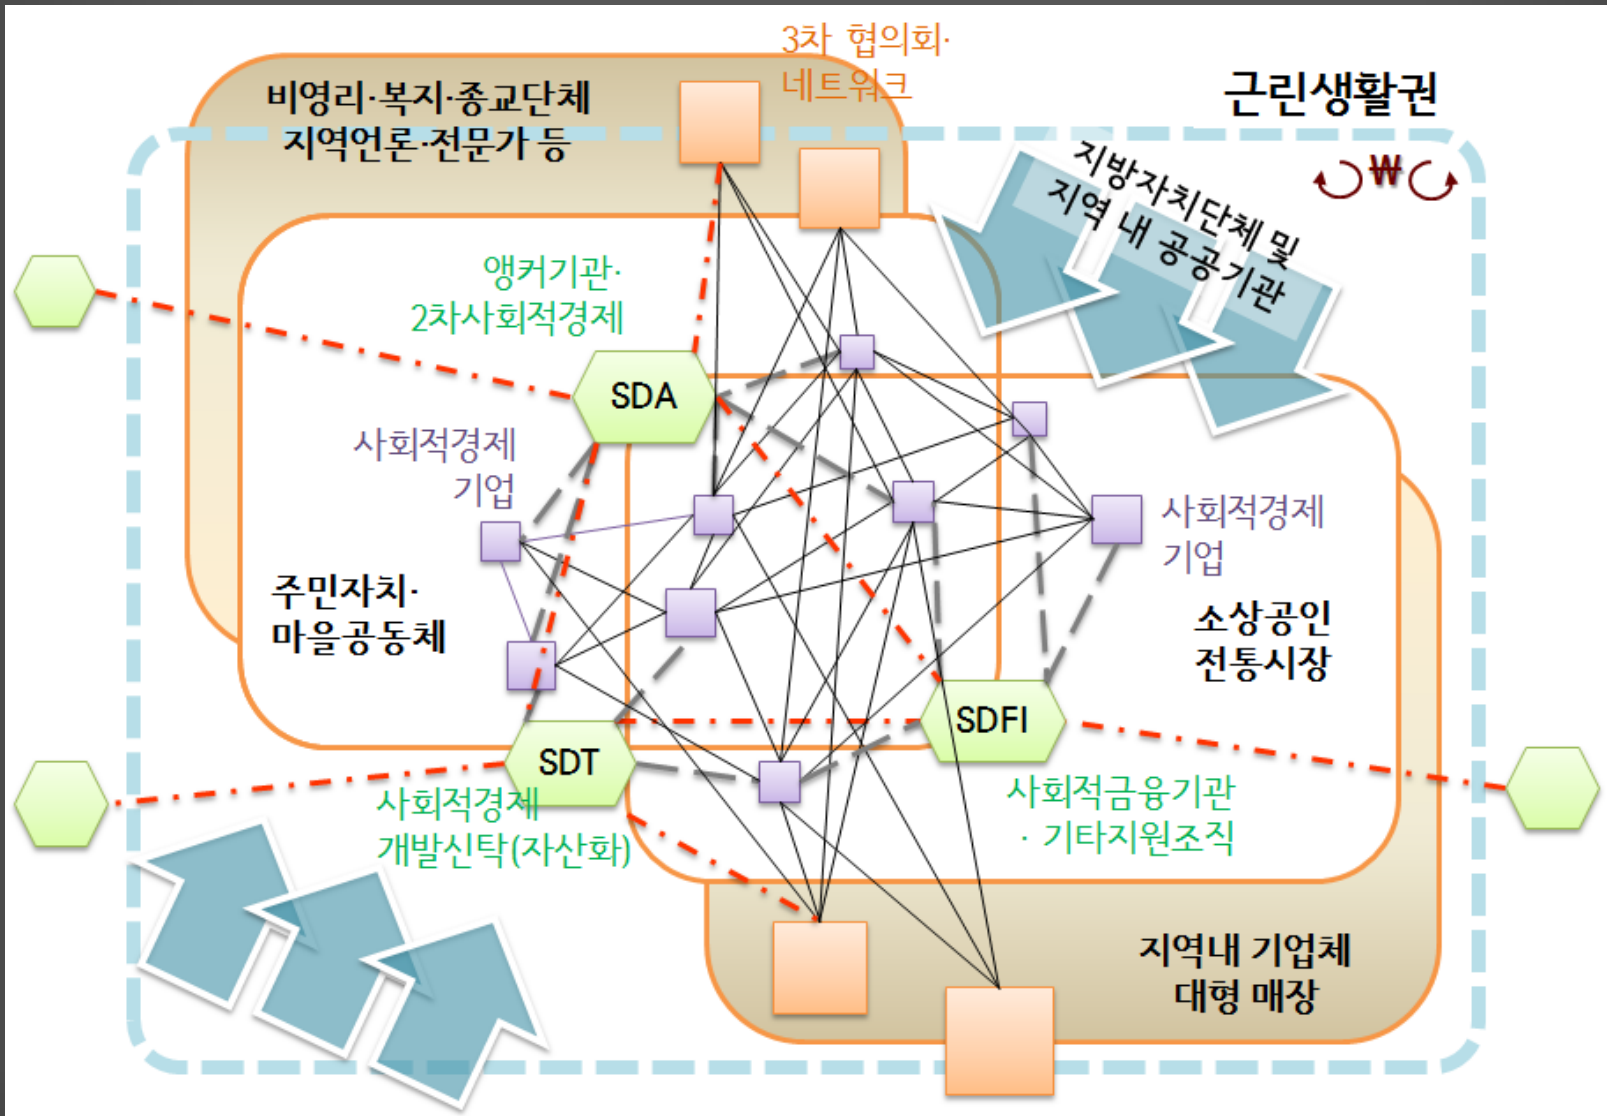 3차 협의회·
네트워크
근린생활권
비영리·복지·종교단체
지역언론·전문가 등
지방자치단체 및
지역 내 공공기관
₩
앵커기관·
2차사회적경제
SDA
사회적경제
기업
사회적경제
기업
주민자치·
마을공동체
소상공인
전통시장
SDFI
SDT
사회적경제
개발신탁(자산화)
사회적금융기관
· 기타지원조직
지역내 기업체
대형 매장